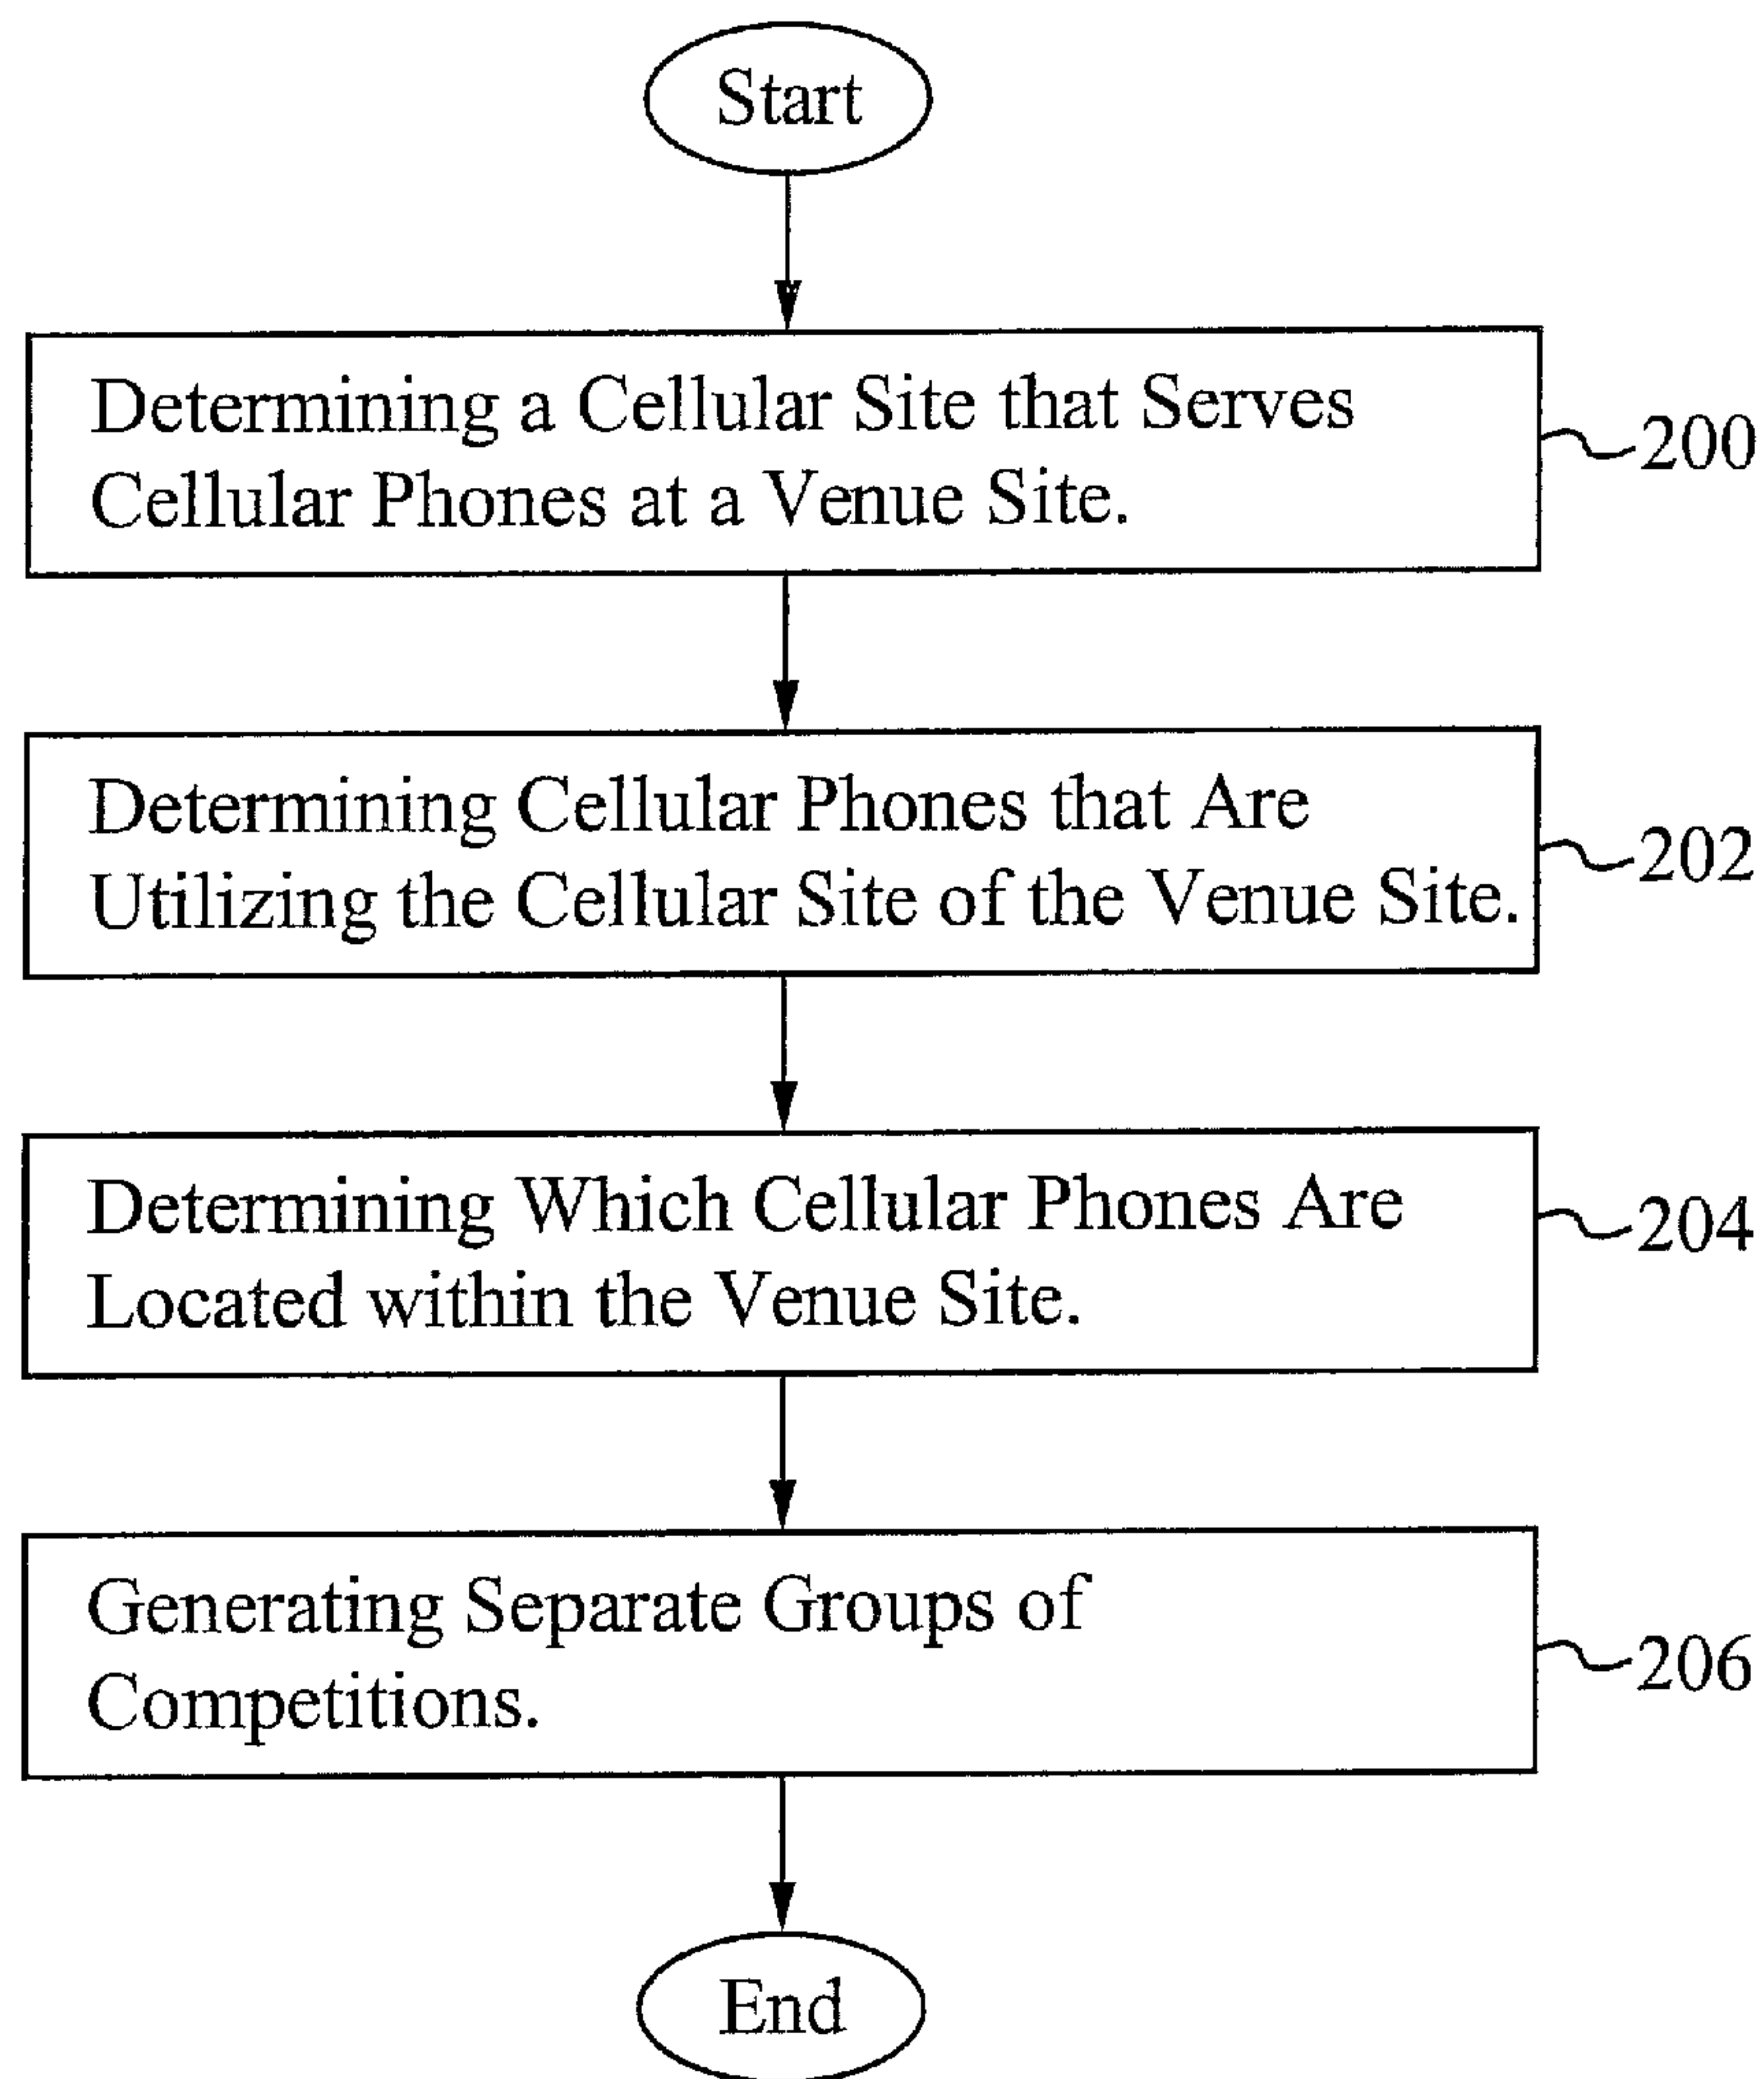 Start
Determining a Cellular Site that Serves
Cellular Phones at a Venue Site.
200
Determining Cellular Phones that Are
Utilizing the Cellular Site of the Venue Site.
202
Determining Which Cellular Phones Are
Located within the Venue Site.
204
Generating Separate Groups of
Competitions.
206
End